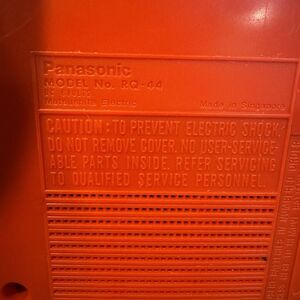 Panasonic
MODEL No. RQ-44
Matsushita Electric
Made in Singapore
CAUTION: TO PREVENT ELECTRIC SHOCK
DO NOT REMOVE COVER. NO USER-SERVICE-
ABLE PARTS INSIDE. REFER SERVICING
TO QUALIFIED SERVICE PERSONNEL.